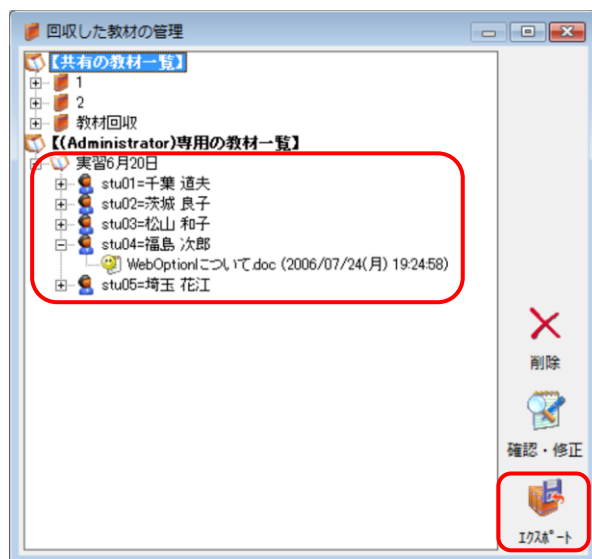 回収した教材の管理
【共有の教材一覧】
1
2
教材回収
【(Administrator)専用の教材一覧】
実習6月20日
stu01=千葉 道夫
stu02=茨城 良子
stu03=松山 和子
stu04=福島 次郎
WebOptionについて.doc (2006/07/24(月) 19:24:58)
stu05=埼玉 花江
削除
確認・修正
ｴｸｽﾎﾟｰﾄ